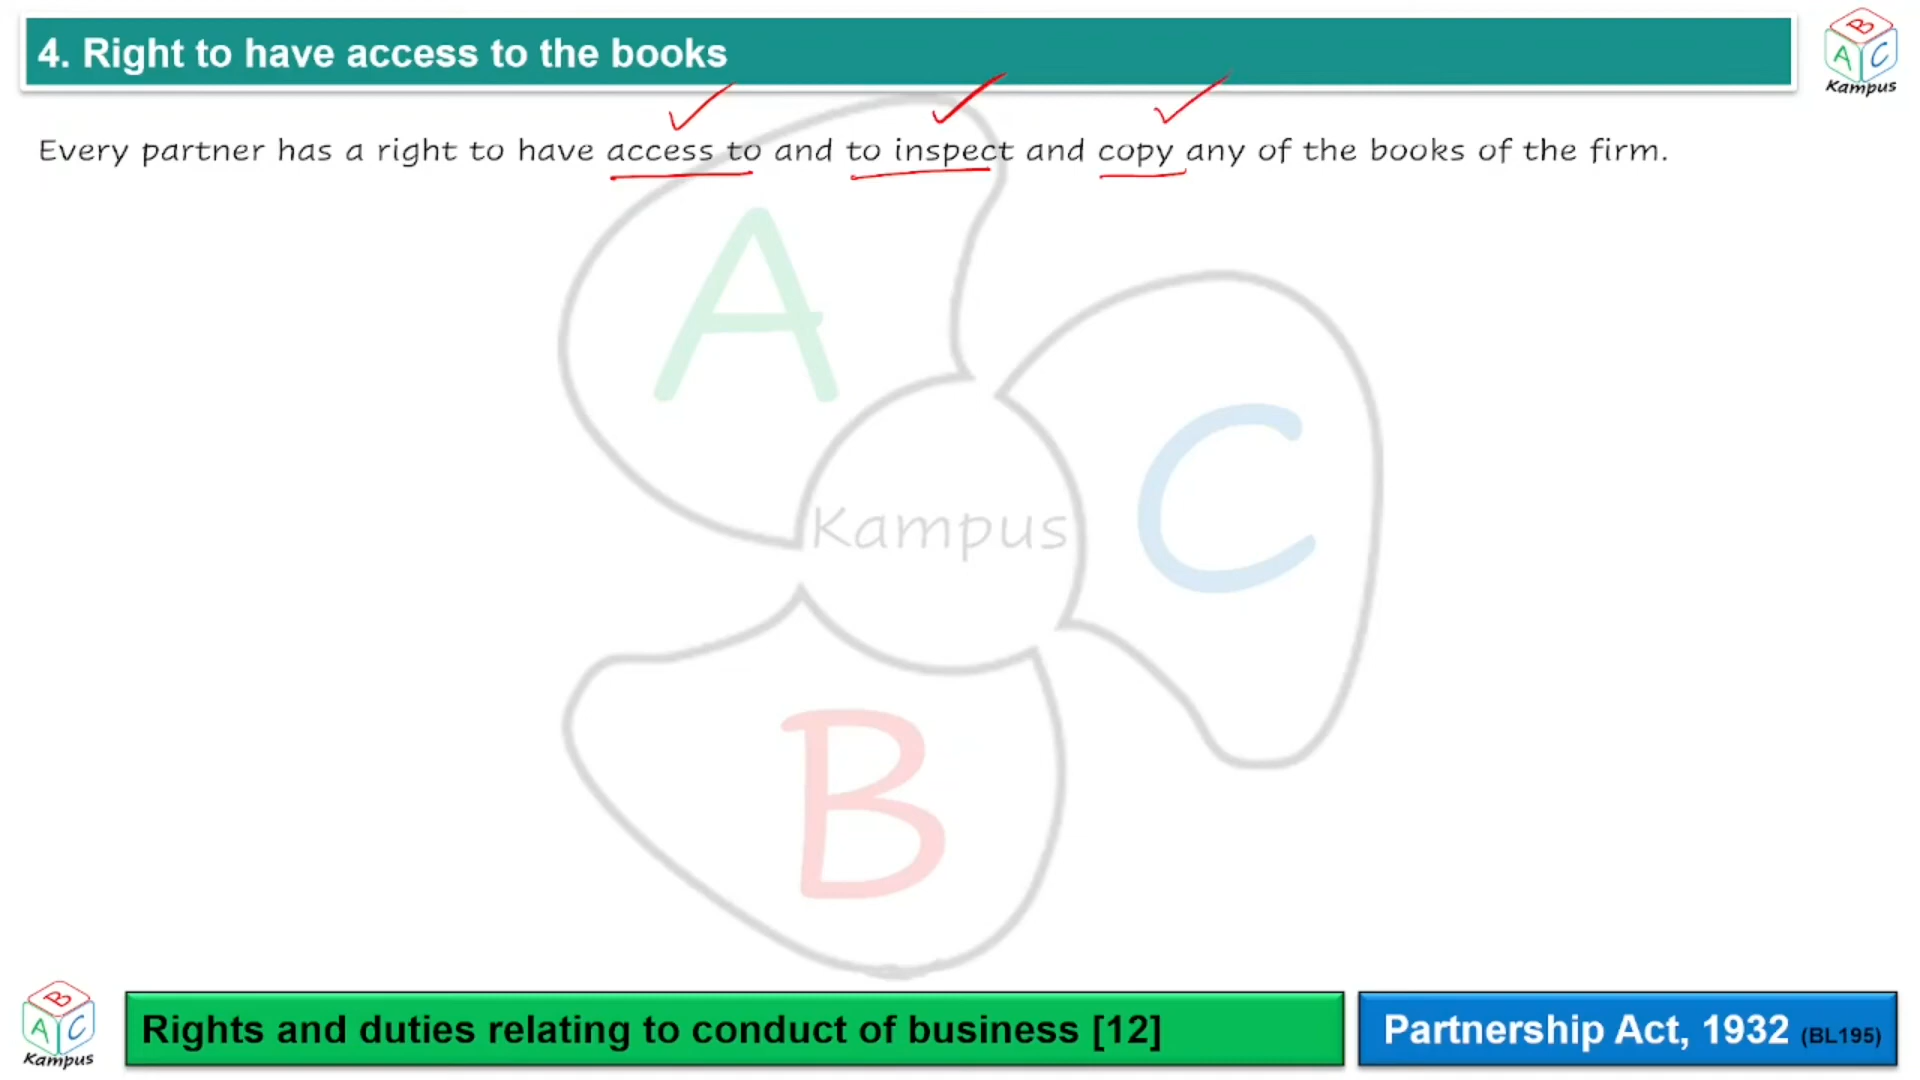 4. Right to have access to the books
B
A C
Kampus
Every partner has a right to have access to and to inspect and copy any of the books of the firm.
A
C
Kampus
B
B
A C
Kampus
Rights and duties relating to conduct of business [12]
Partnership Act, 1932 (BL195)